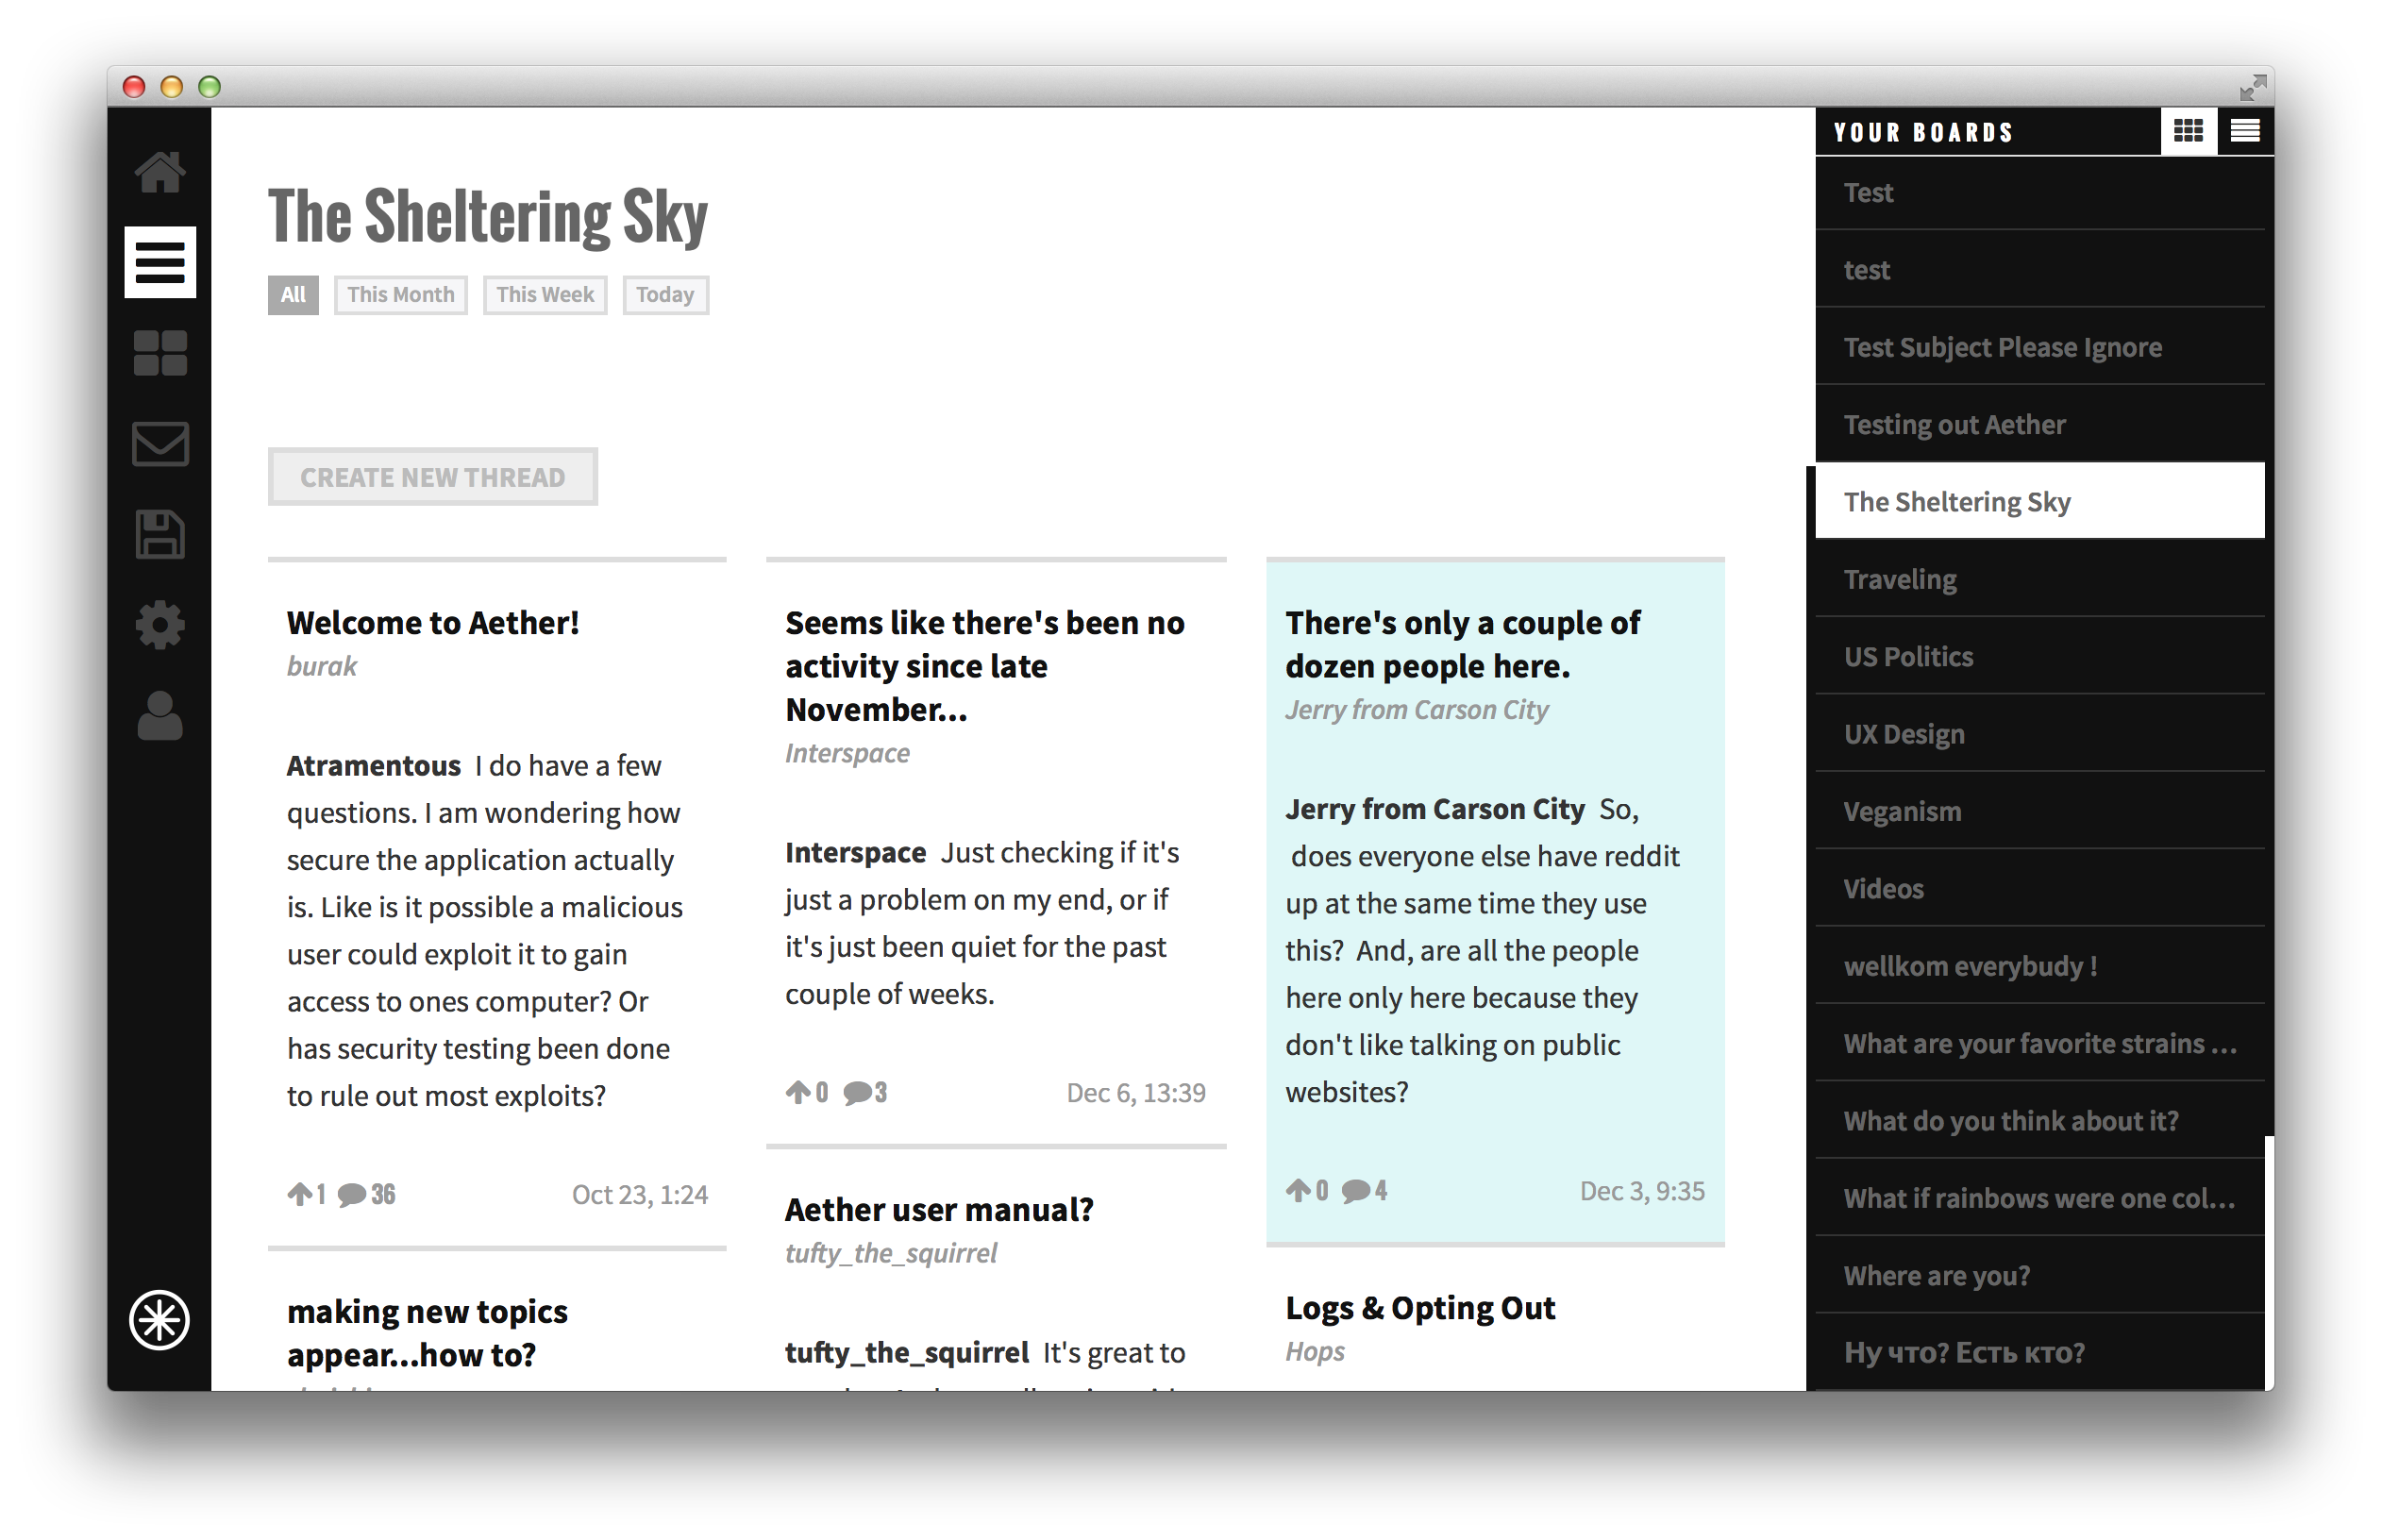 The Sheltering Sky
All
This Month
This Week
Today
CREATE NEW THREAD
Welcome to Aether!
burak
Atramentous I do have a few
questions. I am wondering how
secure the application actually
is. Like is it possible a malicious
user could exploit it to gain
access to ones computer? Or
has security testing been done
to rule out most exploits?
1 36 Oct 23, 1:24
making new topics
appear...how to?
Seems like there's been no
activity since late
November...
Interspace
Interspace Just checking if it's
just a problem on my end, or if
it's just been quiet for the past
couple of weeks.
0 3 Dec 6, 13:39
Aether user manual?
tufty_the_squirrel
tufty_the_squirrel It's great to
There's only a couple of
dozen people here.
Jerry from Carson City
Jerry from Carson City So,
does everyone else have reddit
up at the same time they use
this? And, are all the people
here only here because they
don't like talking on public
websites?
0 4 Dec 3, 9:35
Logs & Opting Out
Hops
YOUR BOARDS
Test
test
Test Subject Please Ignore
Testing out Aether
The Sheltering Sky
Traveling
US Politics
UX Design
Veganism
Videos
wellkom everybudy !
What are your favorite strains ...
What do you think about it?
What if rainbows were one col...
Where are you?
Ну что? Есть кто?